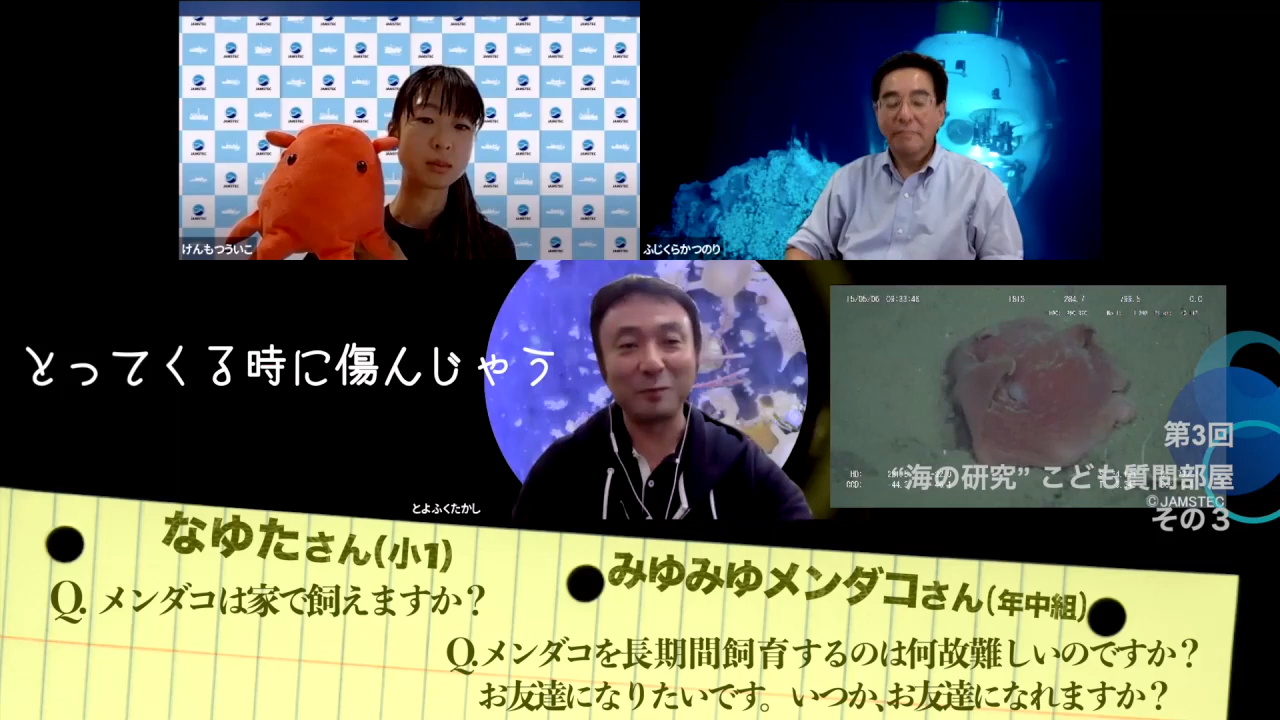 JAMSTEC
けんもつういこ
ふじくらかつのり
とってくる時に傷んじゃう
とよふくたかし
第3回
“海の研究” こども質問部屋
その３
©JAMSTEC
なゆたさん(小1)
Q. メンダコは家で飼えますか？
みゆみゆメンダコさん(年中組)
Q.メンダコを長期間飼育するのは何故難しいのですか？
お友達になりたいです。いつか、お友達になれますか？